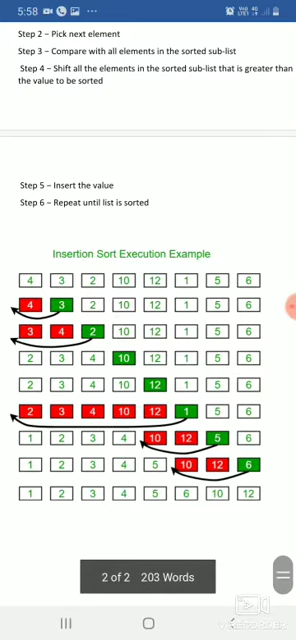 5:58
Step 2 – Pick next element
Step 3 – Compare with all elements in the sorted sub-list
Step 4 – Shift all the elements in the sorted sub-list that is greater than
the value to be sorted
Step 5 – Insert the value
Step 6 – Repeat until list is sorted
Insertion Sort Execution Example
4 3 2 10 12 1 5 6
4 3 2 10 12 1 5 6
3 4 2 10 12 1 5 6
2 3 4 10 12 1 5 6
2 3 4 10 12 1 5 6
2 3 4 10 12 1 5 6
1 2 3 4 10 12 5 6
1 2 3 4 5 10 12 6
1 2 3 4 5 6 10 12
2 of 2 203 Words